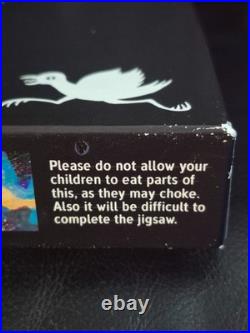 Please do not allow your
children to eat parts of
this, as they may choke.
Also it will be difficult to
complete the jigsaw.